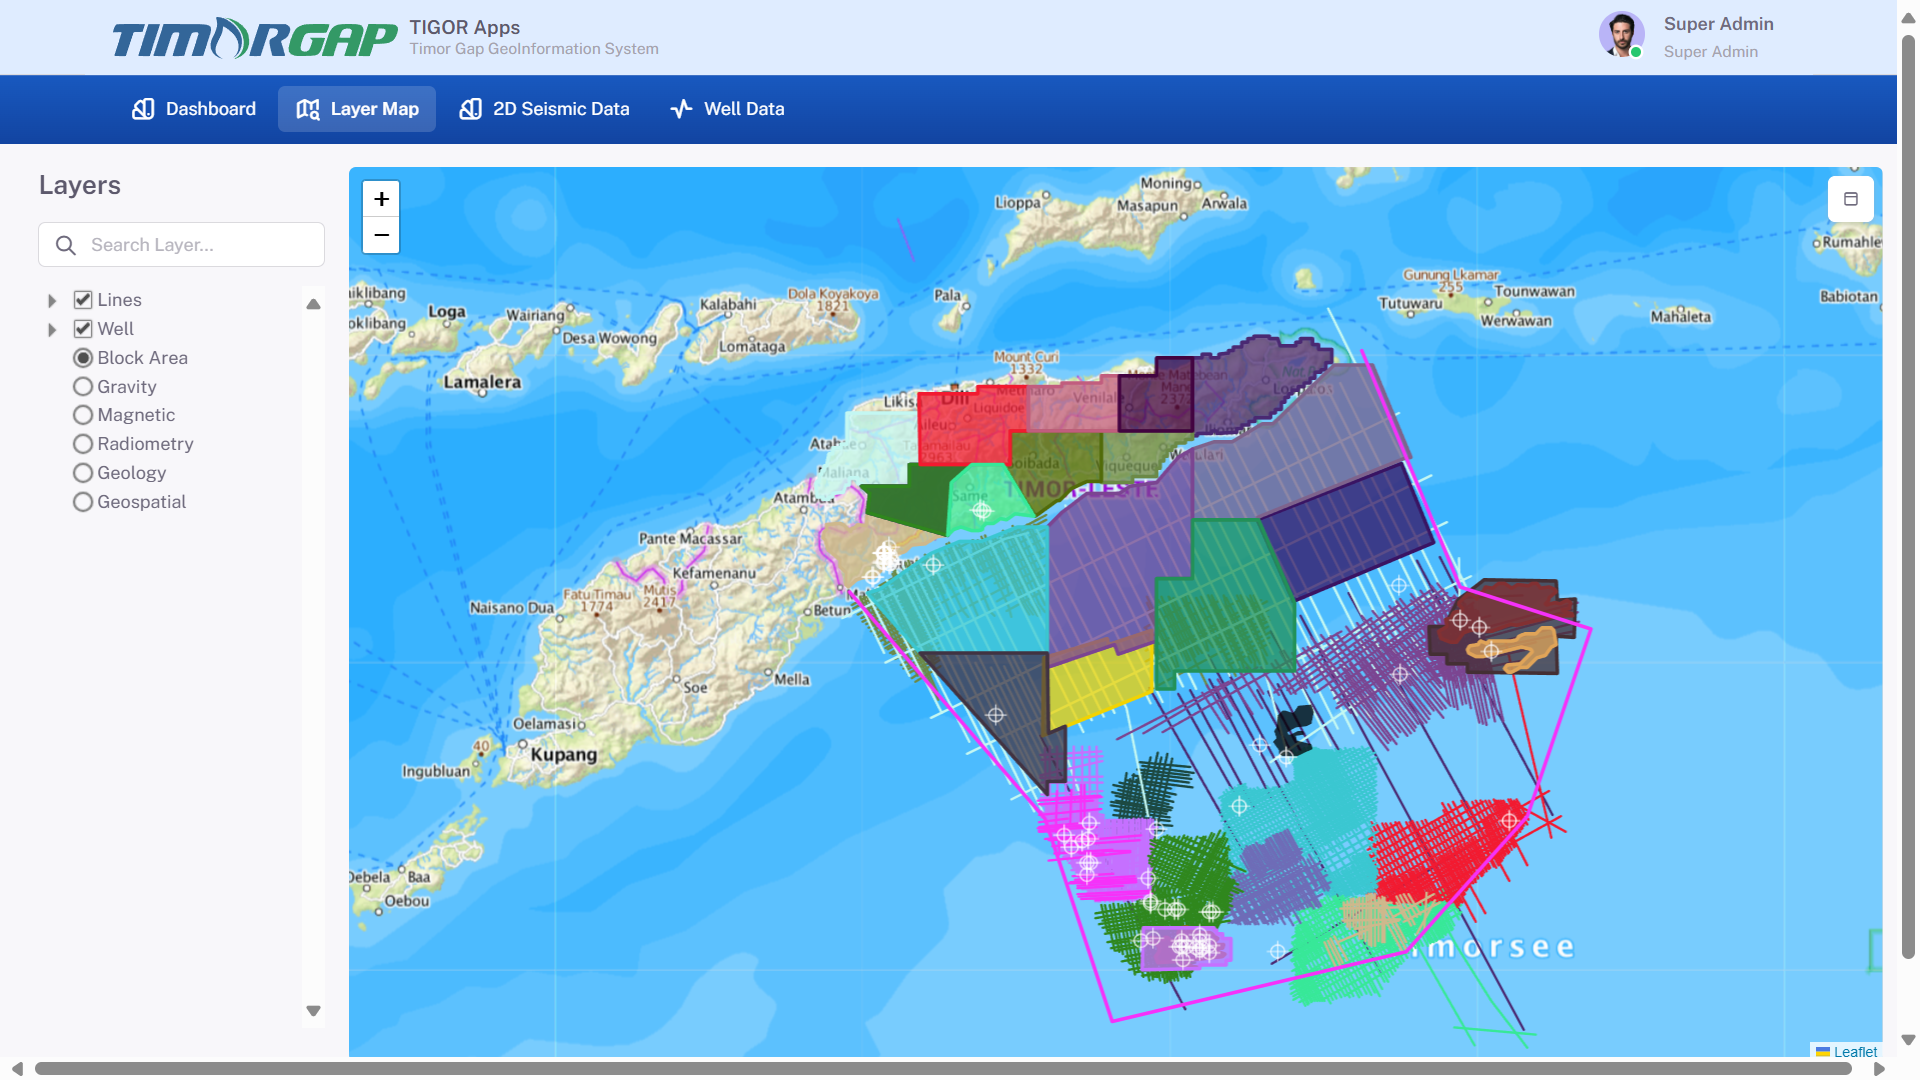 TIMORGAP
TIGOR Apps
Timor Gap GeoInformation System
Super Admin
Super Admin
Dashboard
Layer Map
2D Seismic Data
Well Data
Layers
Search Layer...
Lines
Well
Block Area
Gravity
Magnetic
Radiometry
Geology
Geospatial
+
−
Moning
Lioppa
Masapun
Arwala
Rumahle
Gunung Lkamar
255
Tounwawan
Tutuwaru
Werwawan
Babiotan
Mahaleta
iklibang
oklibang
Loga
Wairiang
Kalabahi
Dola Koyakoya
1821
Pala
Desa Wowong
Lomataga
Lamalera
Mount Curi
1332
Likisa
Dili
Liquidoe
Venilale
Aileu
2963
Maliana
Soibada
Viqueque
Same
TIMOR-LESTE
Atambua
Pante Macassar
Kefamenanu
Mutis
2417
Fatu Timau
1774
Naisano Dua
Betun
Mella
Soe
Oelamasi
Kupang
40
Ingubluan
Oebela
Baa
Oebou
morsee
Leaflet